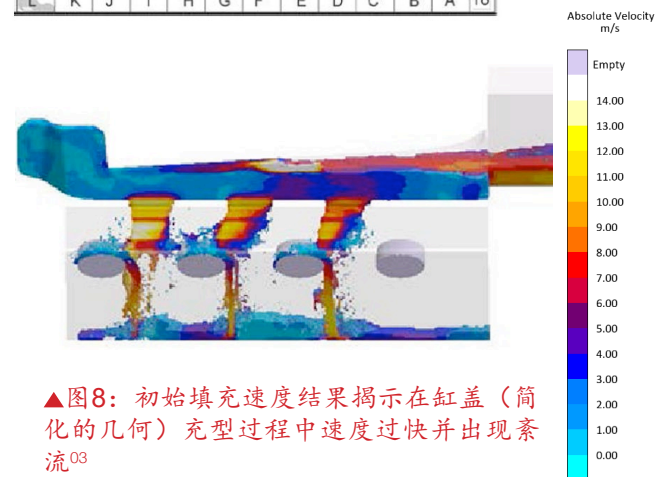 L K J I H G F E D C B A 16
Absolute Velocity
m/s
Empty
14.00
13.00
12.00
11.00
10.00
9.00
8.00
7.00
6.00
5.00
4.00
3.00
2.00
1.00
0.00
▲图8：初始填充速度结果揭示在缸盖（简
化的几何）充型过程中速度过快并出现紊
流03